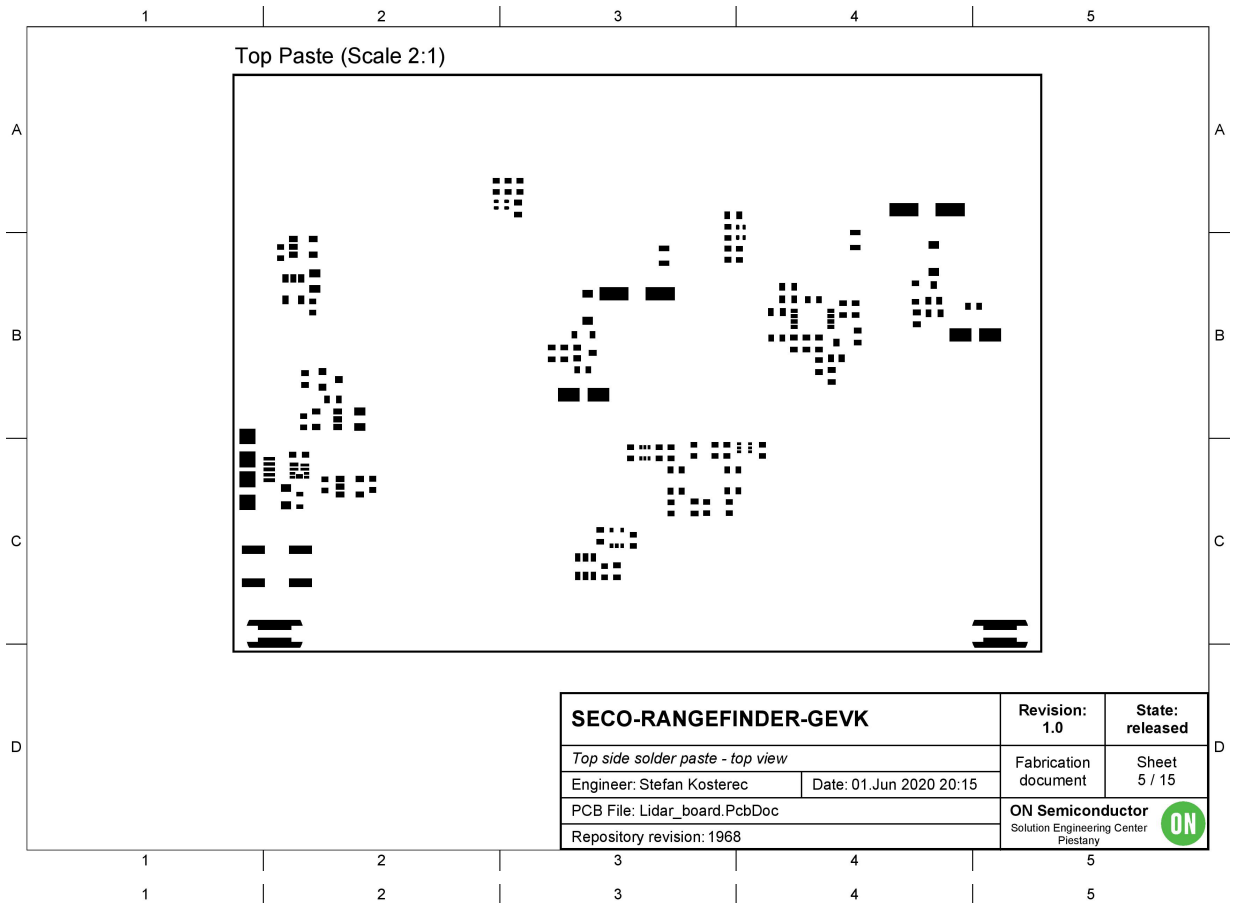 1 2 3 4 5
Top Paste (Scale 2:1)
A A
B B
C C
D D
SECO-RANGEFINDER-GEVK
Revision:
1.0
State:
released
Top side solder paste - top view
Fabrication
document
Sheet
5 / 15
Engineer: Stefan Kosterec
Date: 01.Jun 2020 20:15
PCB File: Lidar_board.PcbDoc
Repository revision: 1968
ON Semiconductor
Solution Engineering Center
Piestany
ON
1 2 3 4 5
1 2 3 4 5